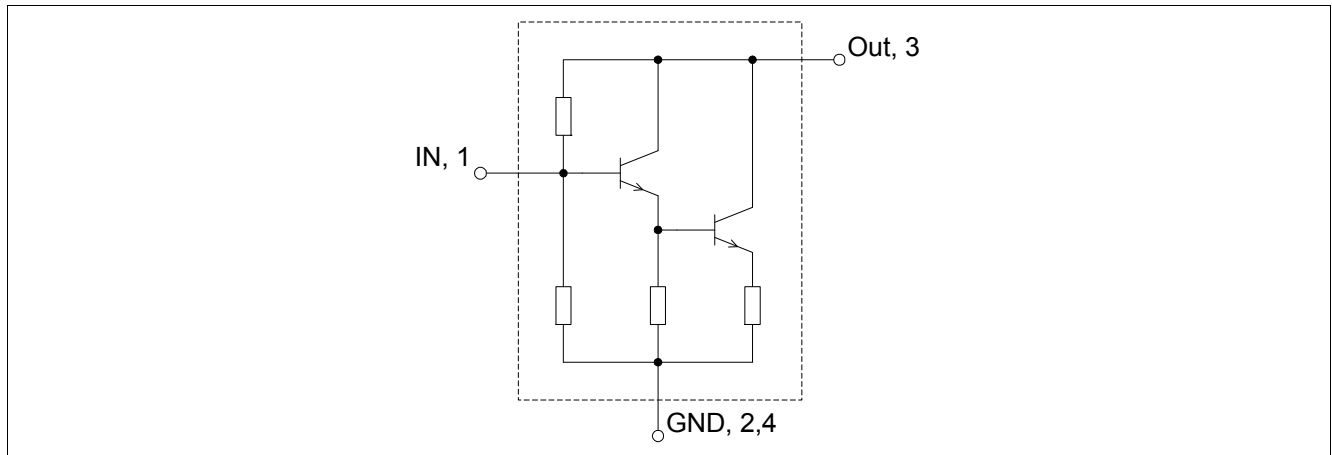 Out, 3
IN, 1
GND, 2,4